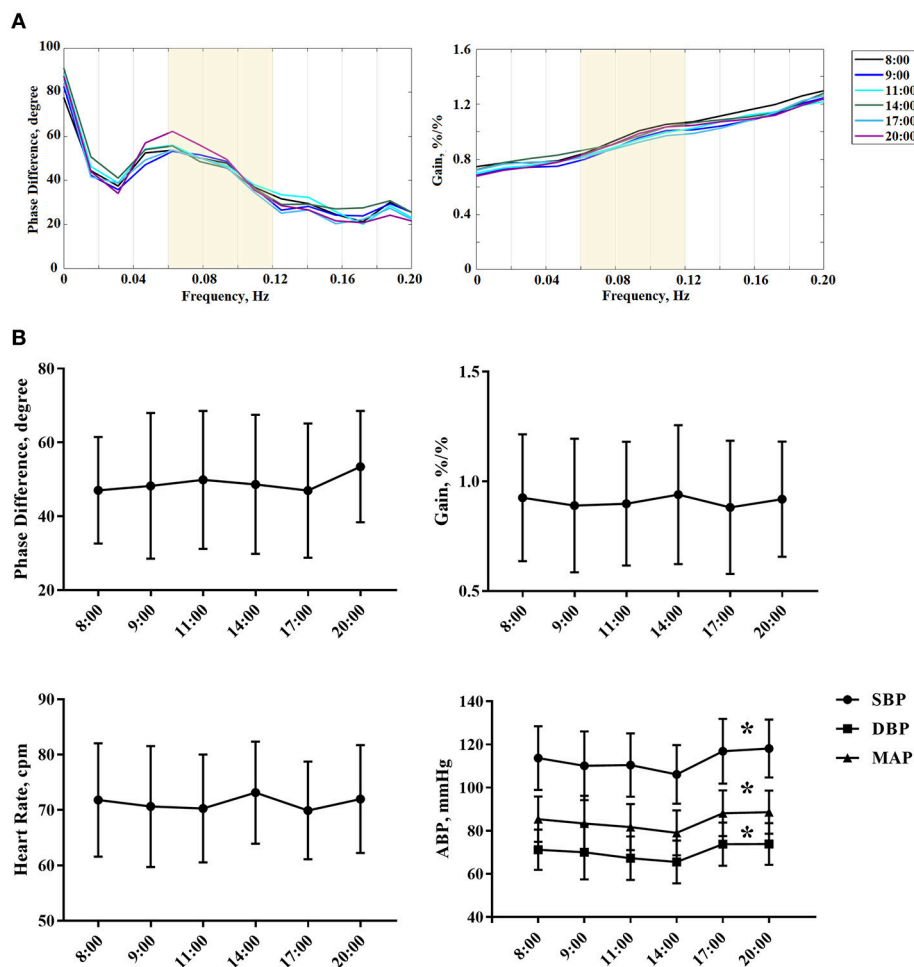 A
100
80
60
40
20
0
Phase Difference, degree
0 0.04 0.08 0.12 0.16 0.20
Frequency, Hz
1.6
1.2
0.8
0.4
0
Gain, %/%
0 0.04 0.08 0.12 0.16 0.20
Frequency, Hz
8:00
9:00
11:00
14:00
17:00
20:00
B
80
60
40
20
Phase Difference, degree
8:00 9:00 11:00 14:00 17:00 20:00
1.5
1.0
0.5
Gain, %/%
8:00 9:00 11:00 14:00 17:00 20:00
90
80
70
60
50
Heart Rate, cpm
8:00 9:00 11:00 14:00 17:00 20:00
140
120
100
80
60
40
ABP, mmHg
*
*
*
8:00 9:00 11:00 14:00 17:00 20:00
SBP
DBP
MAP